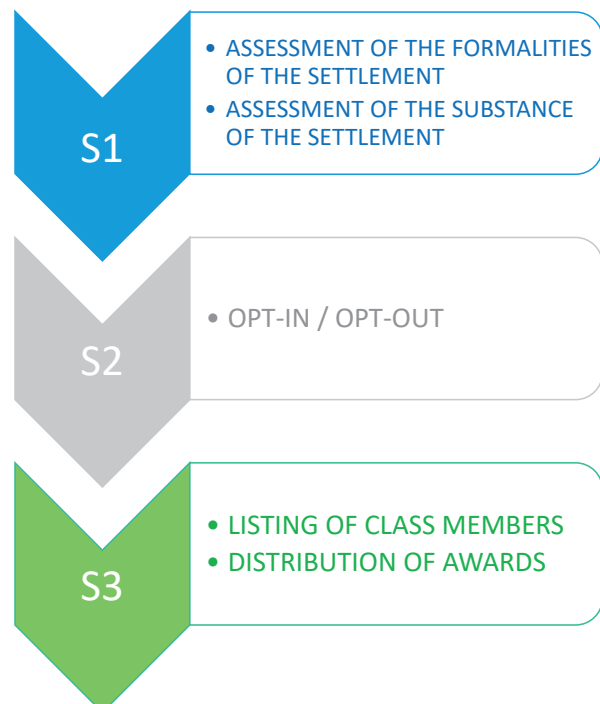 S1
• ASSESSMENT OF THE FORMALITIES
OF THE SETTLEMENT
• ASSESSMENT OF THE SUBSTANCE
OF THE SETTLEMENT
S2
• OPT-IN / OPT-OUT
S3
• LISTING OF CLASS MEMBERS
• DISTRIBUTION OF AWARDS